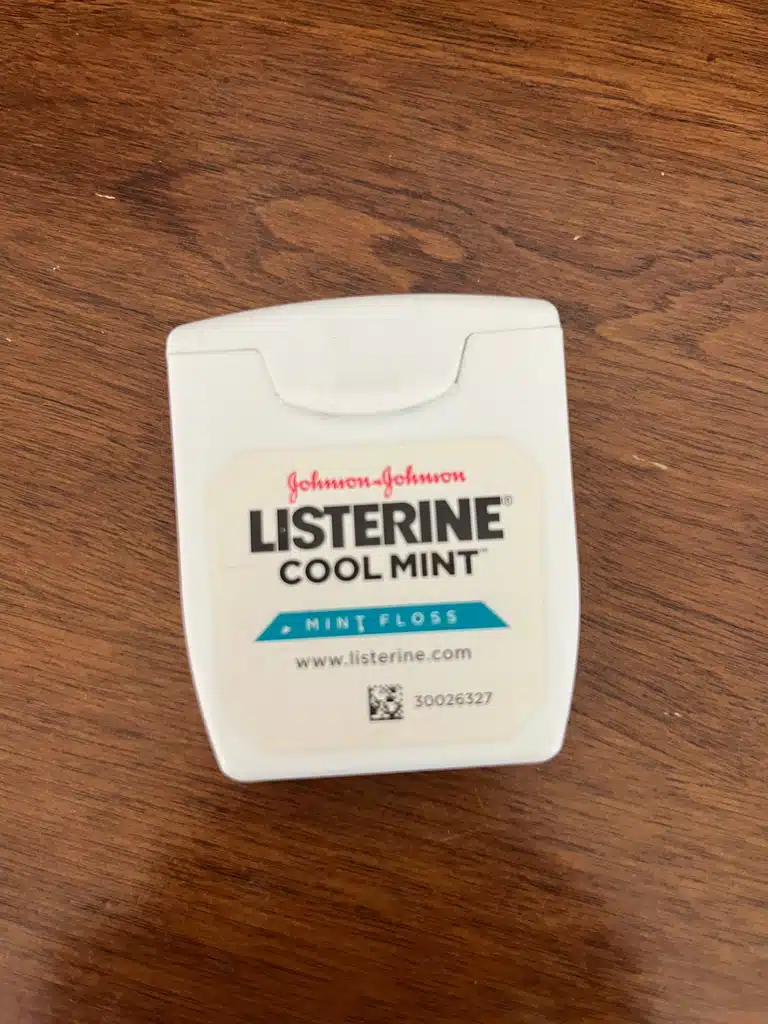 Johnson+Johnson
LISTERINE®
COOL MINT™
MINT FLOSS
www.listerine.com
30026327